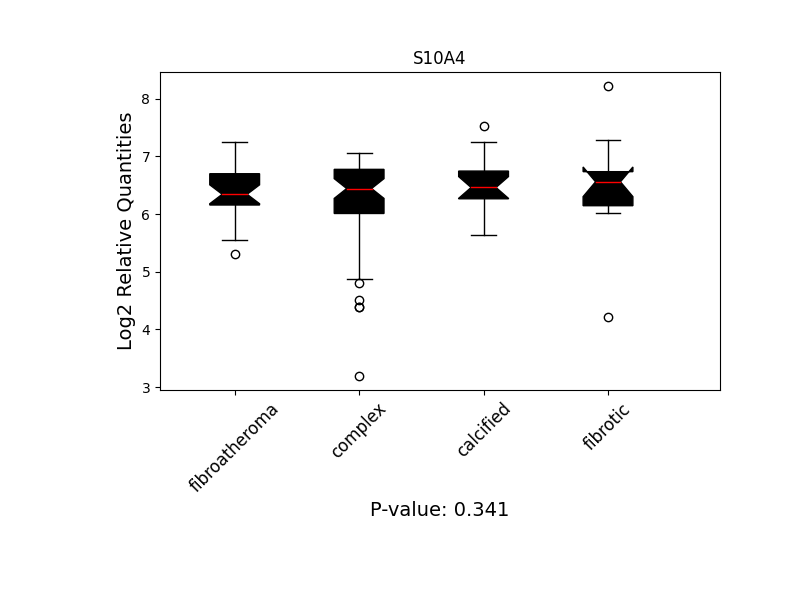 S10A4
Log2 Relative Quantities
8
7
6
5
4
3
fibroatheroma
complex
calcified
fibrotic
P-value: 0.341